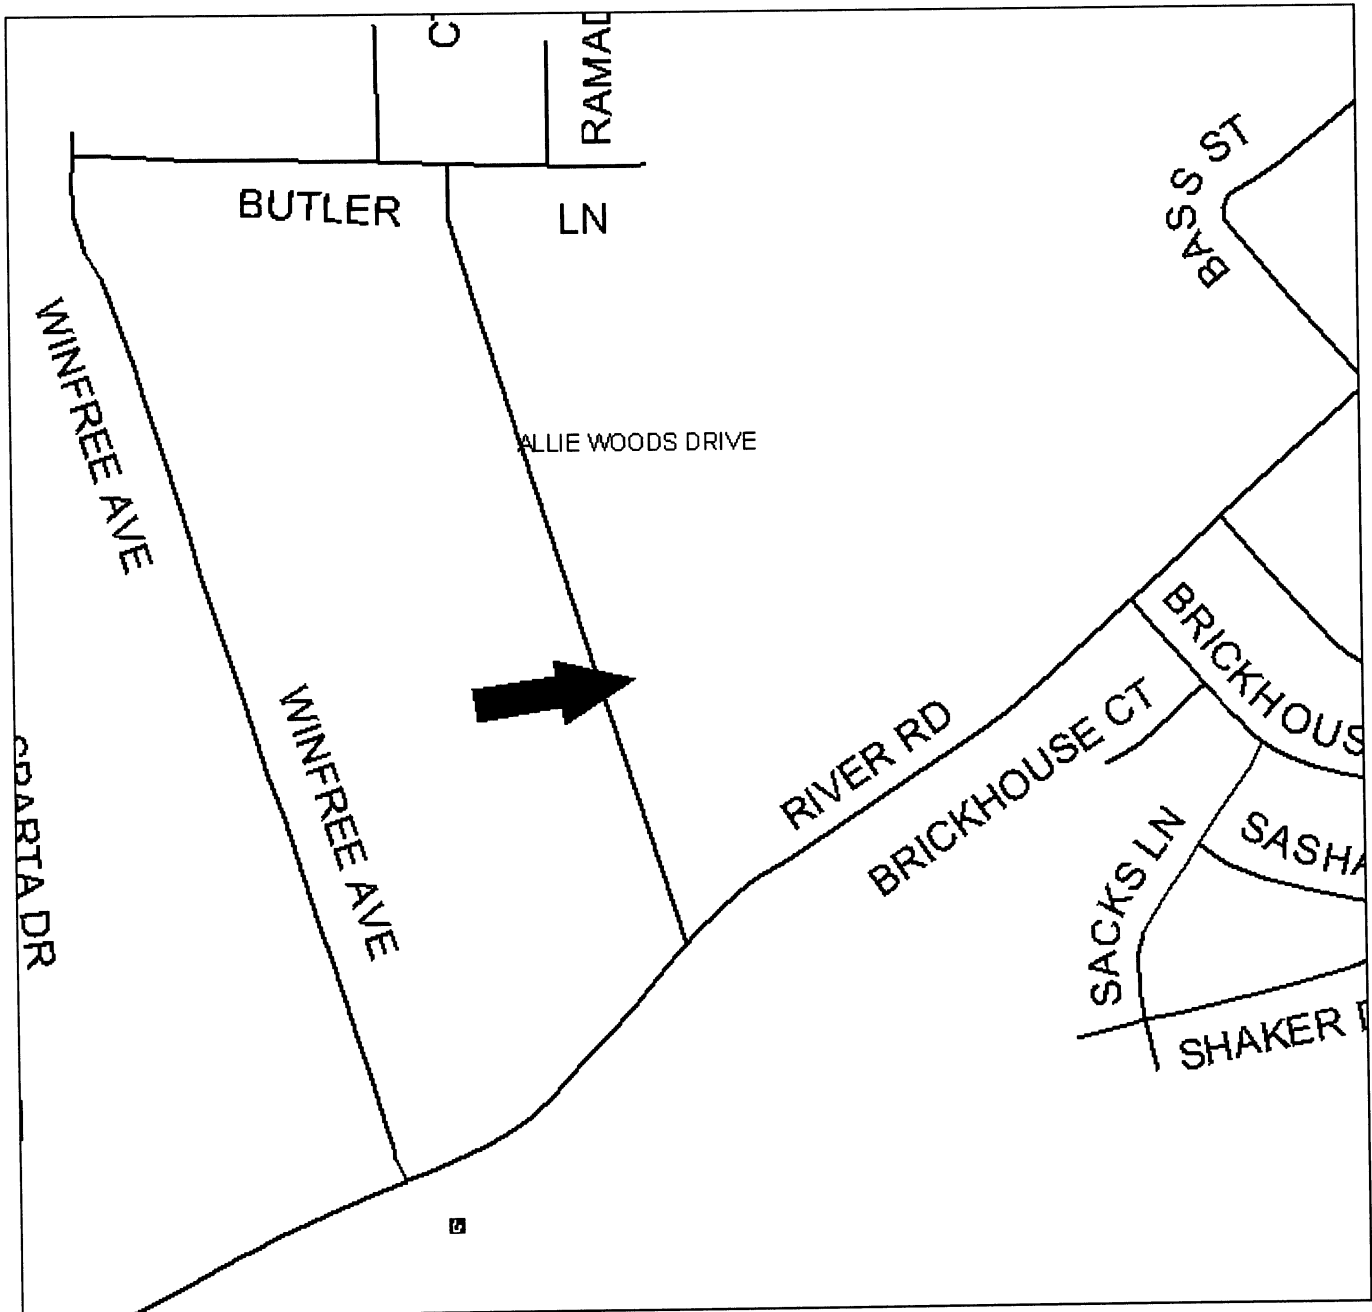 RAMAD
BASS ST
BUTLER LN
WINFREE AVE
ALLIE WOODS DRIVE
BRICKHOUS
WINFREE AVE
RIVER RD
BRICKHOUSE CT
SPARTA DR
SACKS LN
SASHA
SHAKER